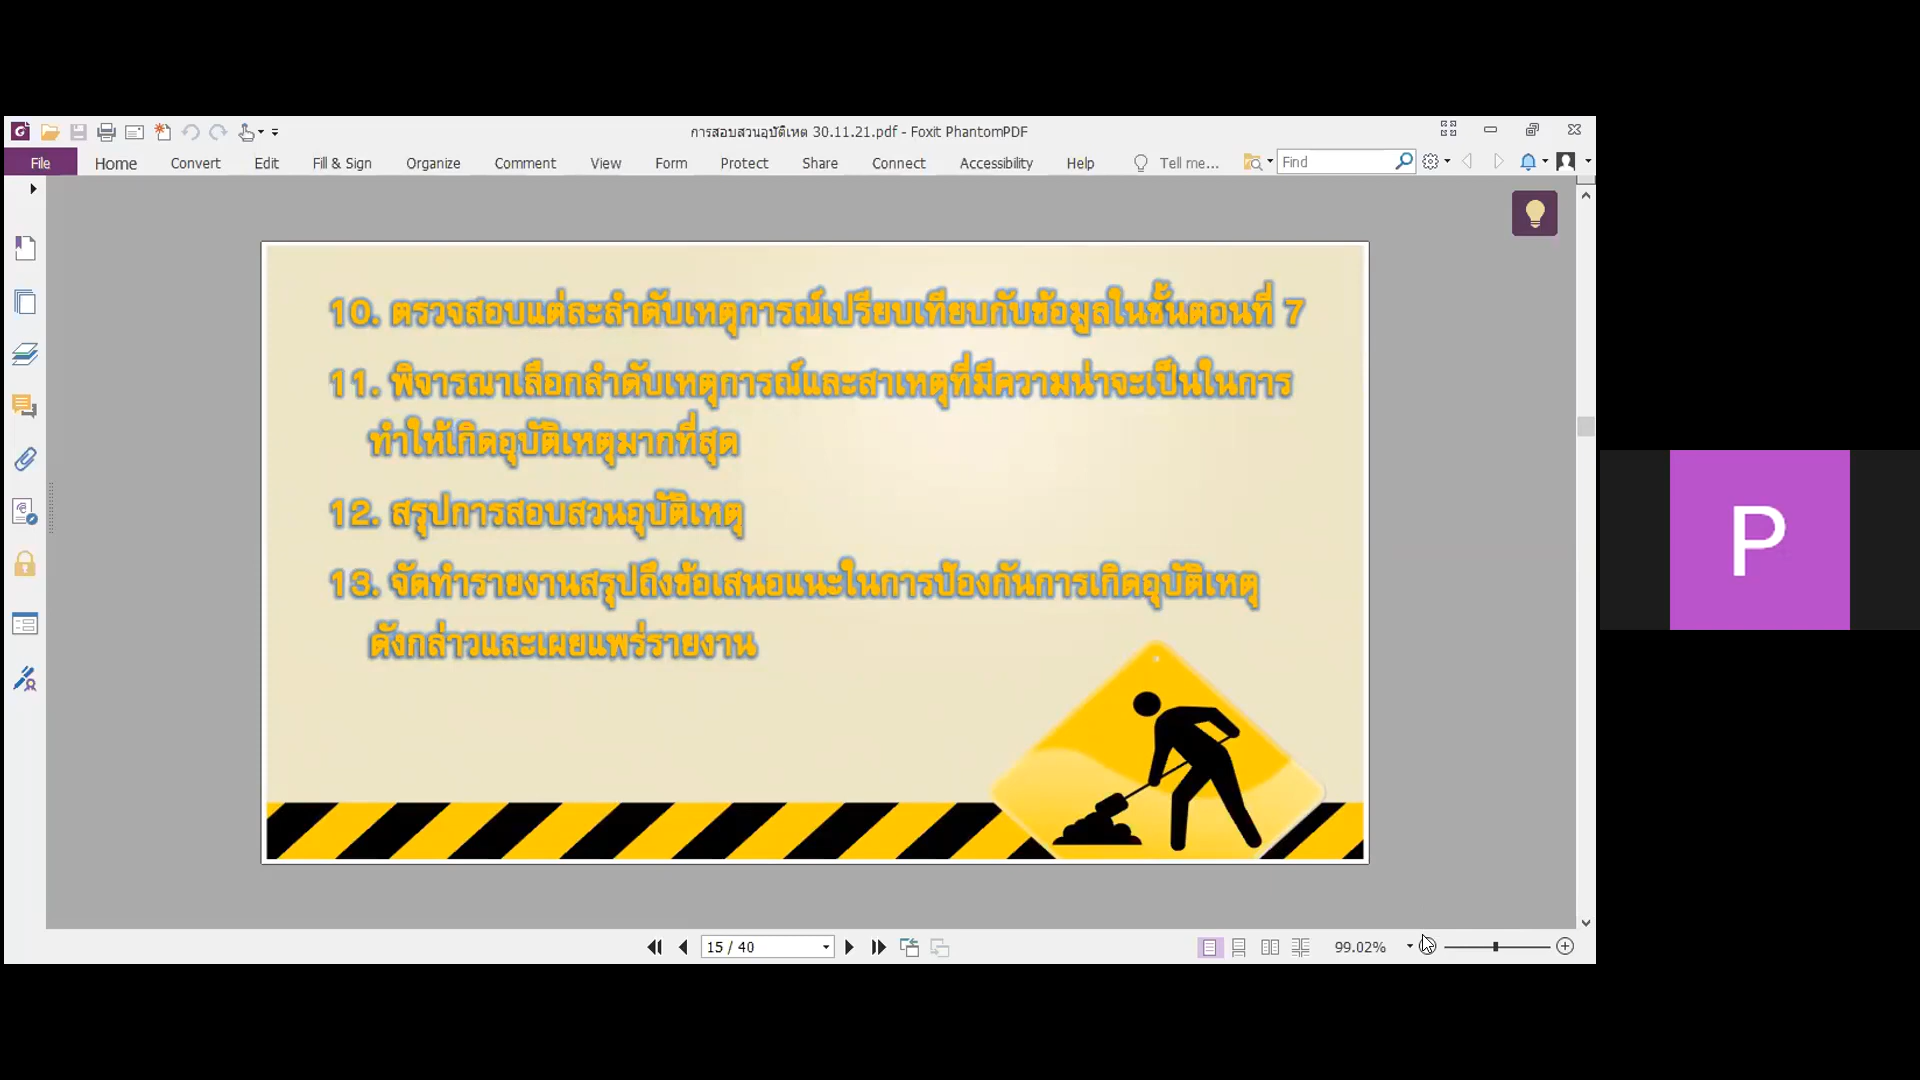 การสอบสวนอุบัติเหต 30.11.21.pdf - Foxit PhantomPDF
File Home Convert Edit Fill & Sign Organize Comment View Form Protect Share Connect Accessibility Help Tell me... Find
10. ตรวจสอบแต่ละลำดับเหตุการณ์เปรียบเทียบกับข้อมูลในขั้นตอนที่ 7
11. พิจารณาเลือกลำดับเหตุการณ์และสาเหตุที่มีความน่าจะเป็นในการ
ทำให้เกิดอุบัติเหตุมากที่สุด
12. สรุปการสอบสวนอุบัติเหตุ
13. จัดทำรายงานสรุปถึงข้อเสนอแนะในการป้องกันการเกิดอุบัติเหตุ
ดังกล่าวและเผยแพร่รายงาน
P
15 / 40
99.02%